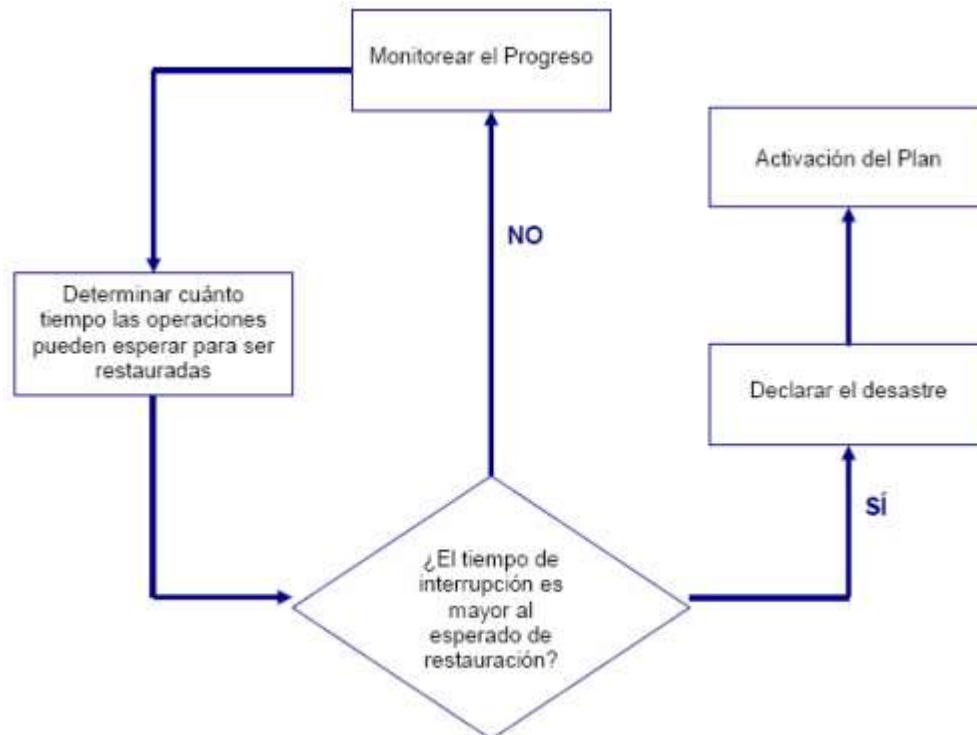 Monitorear el Progreso
Activación del Plan
NO
Determinar cuánto
tiempo las operaciones
pueden esperar para ser
restauradas
Declarar el desastre
SÍ
¿El tiempo de
interrupción es
mayor al
esperado de
restauración?